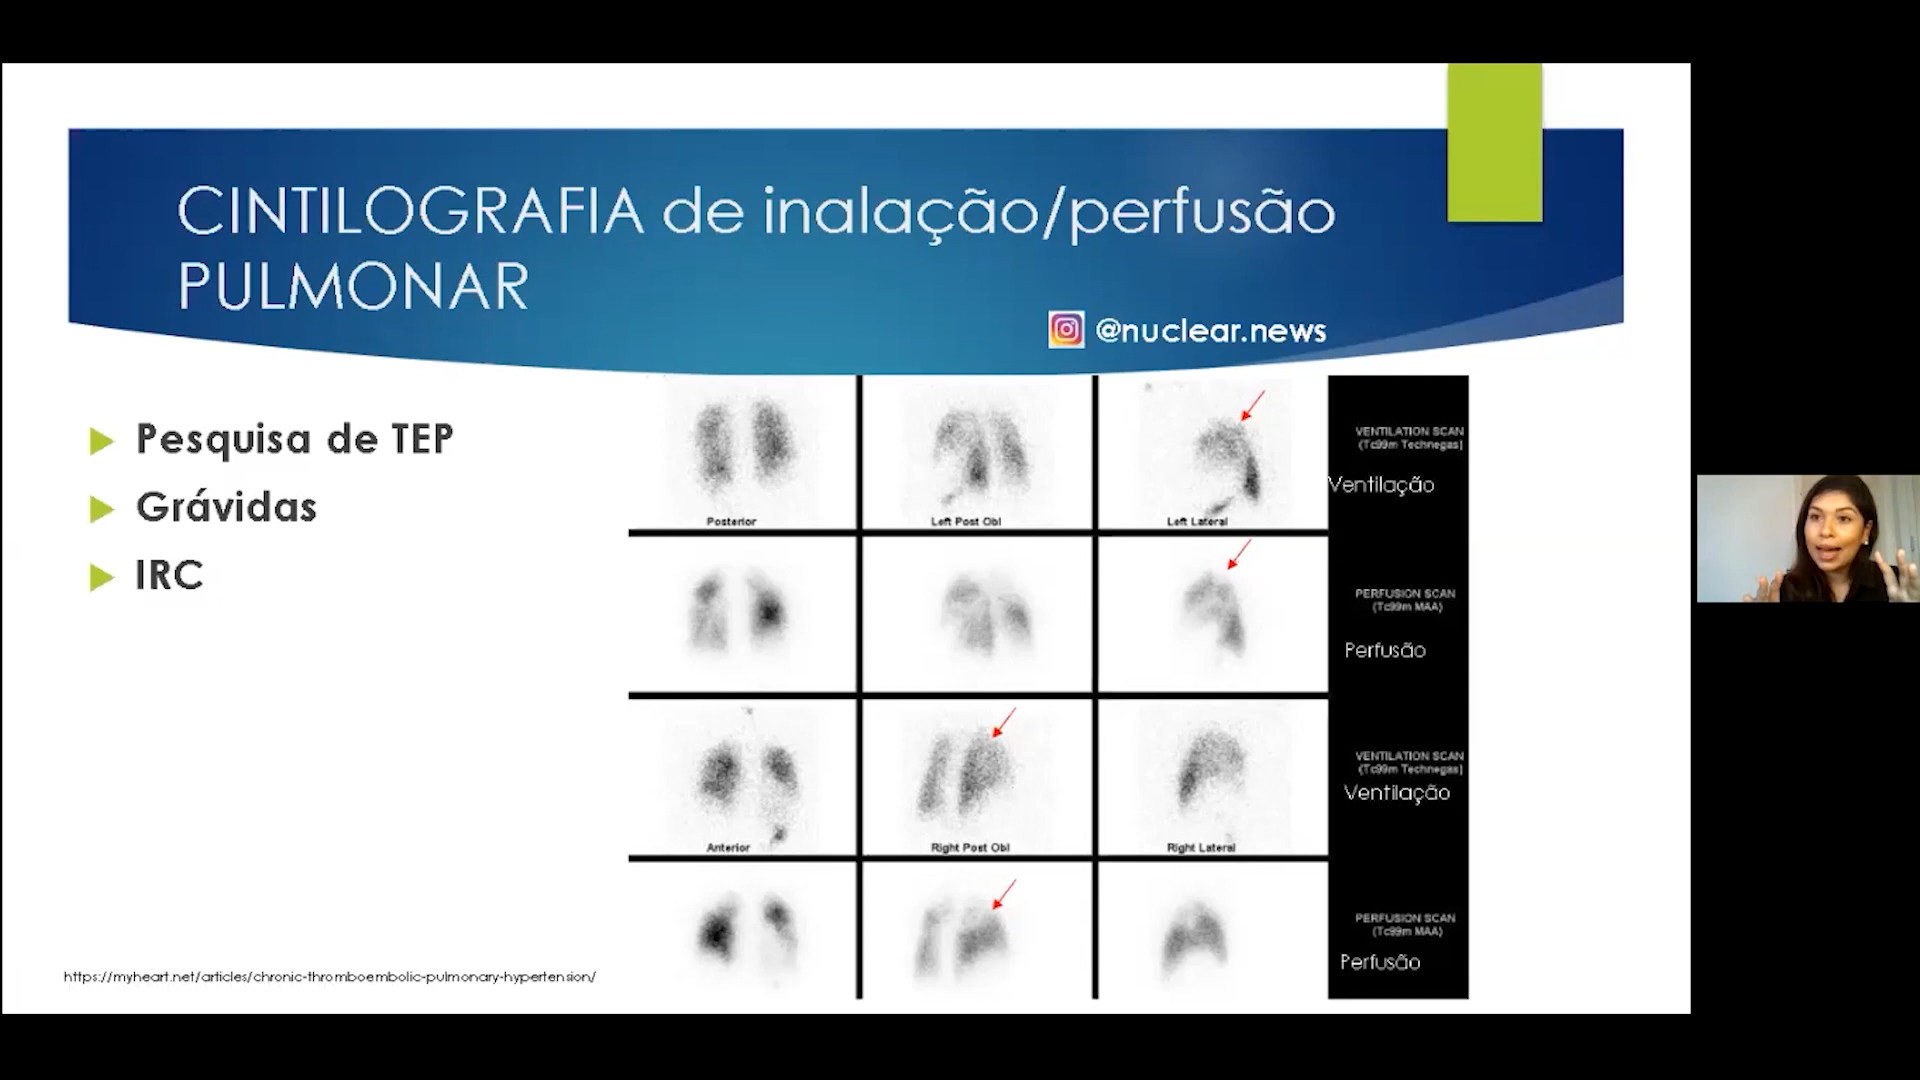 CINTILOGRAFIA de inalação/perfusão
PULMONAR
@nuclear.news
Pesquisa de TEP
Grávidas
IRC
Posterior
Left Post Obl
Left Lateral
VENTILATION SCAN
(Tc99m Technegas)
Ventilação
PERFUSION SCAN
(Tc99m MAA)
Perfusão
Anterior
Right Post Obl
Right Lateral
VENTILATION SCAN
(Tc99m Technegas)
Ventilação
PERFUSION SCAN
(Tc99m MAA)
Perfusão
https://myheart.net/articles/chronic-thromboembolic-pulmonary-hypertension/